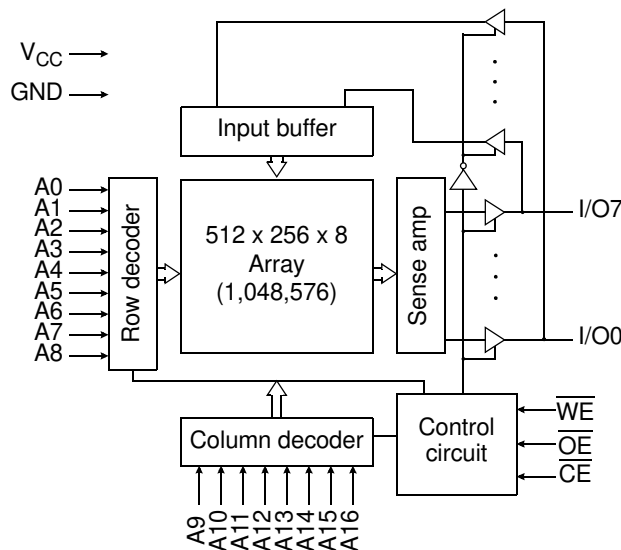 VCC
GND
Input buffer
A0
A1
A2
A3
A4
A5
A6
A7
A8
Row decoder
512 x 256 x 8
Array
(1,048,576)
Sense amp
I/O7
I/O0
Column decoder
Control
circuit
WE
OE
CE
A9
A10
A11
A12
A13
A14
A15
A16